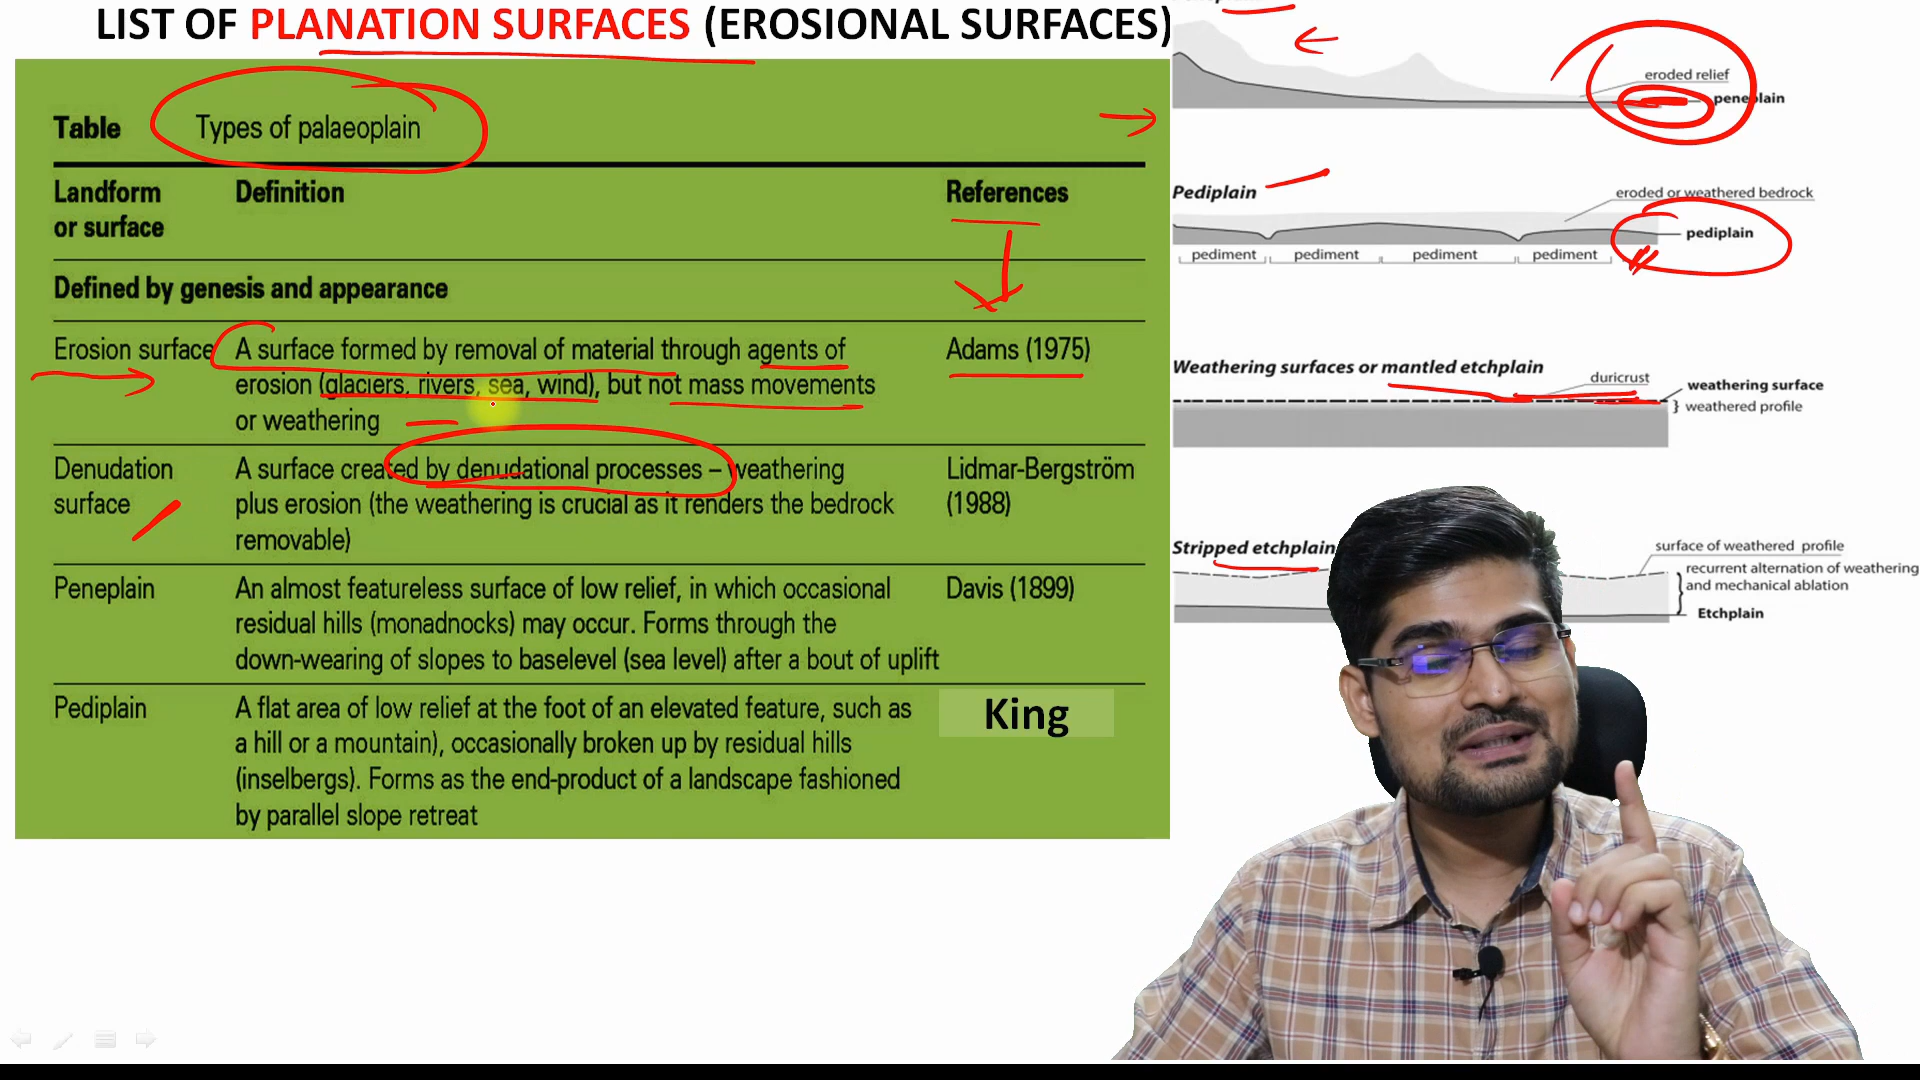 LIST OF PLANATION SURFACES (EROSIONAL SURFACES)
Table Types of palaeoplain
Landform or surface Definition References
Defined by genesis and appearance
Erosion surface A surface formed by removal of material through agents of Adams (1975)
erosion (glaciers, rivers, sea, wind), but not mass movements
or weathering
Denudation A surface created by denudational processes – weathering Lidmar-Bergström
surface plus erosion (the weathering is crucial as it renders the bedrock (1988)
removable)
Peneplain An almost featureless surface of low relief, in which occasional Davis (1899)
residual hills (monadnocks) may occur. Forms through the
down-wearing of slopes to baselevel (sea level) after a bout of uplift
Pediplain A flat area of low relief at the foot of an elevated feature, such as King
a hill or a mountain), occasionally broken up by residual hills
(inselbergs). Forms as the end-product of a landscape fashioned
by parallel slope retreat
eroded relief
peneplain
Pediplain
eroded or weathered bedrock
pediplain
pediment pediment pediment pediment
Weathering surfaces or mantled etchplain
duricrust
weathering surface
} weathered profile
Stripped etchplain
surface of weathered profile
recurrent alternation of weathering
and mechanical ablation
Etchplain